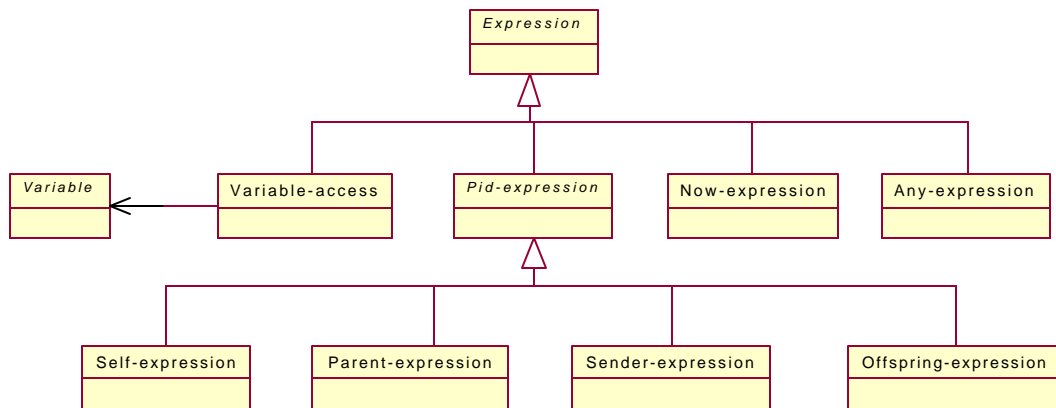 Expression
Variable
Variable-access
Pid-expression
Now-expression
Any-expression
Self-expression
Parent-expression
Sender-expression
Offspring-expression